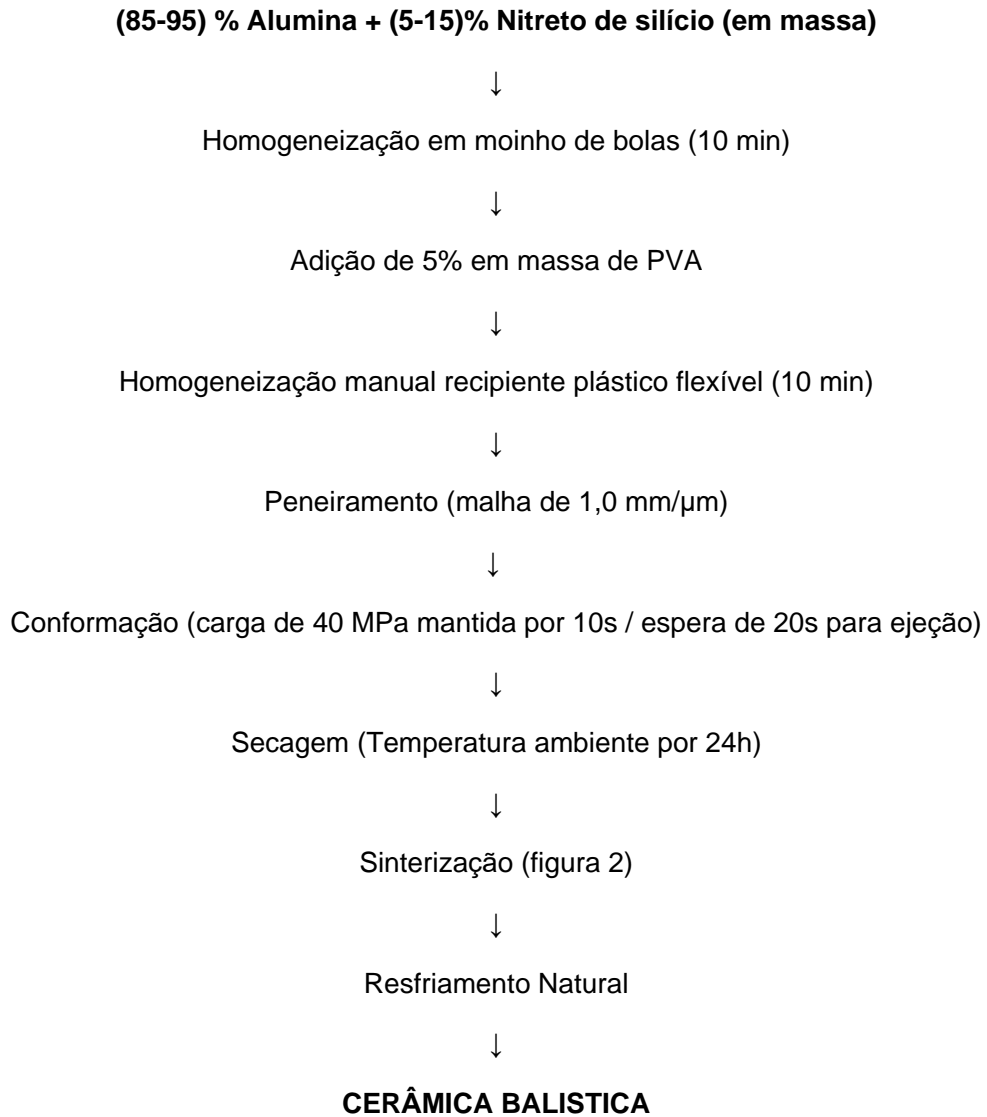 (85-95) % Alumina + (5-15)% Nitreto de silício (em massa)
↓
Homogeneização em moinho de bolas (10 min)
↓
Adição de 5% em massa de PVA
↓
Homogeneização manual recipiente plástico flexível (10 min)
↓
Peneiramento (malha de 1,0 mm/µm)
↓
Conformação (carga de 40 MPa mantida por 10s / espera de 20s para ejeção)
↓
Secagem (Temperatura ambiente por 24h)
↓
Sinterização (figura 2)
↓
Resfriamento Natural
↓
CERÂMICA BALISTICA